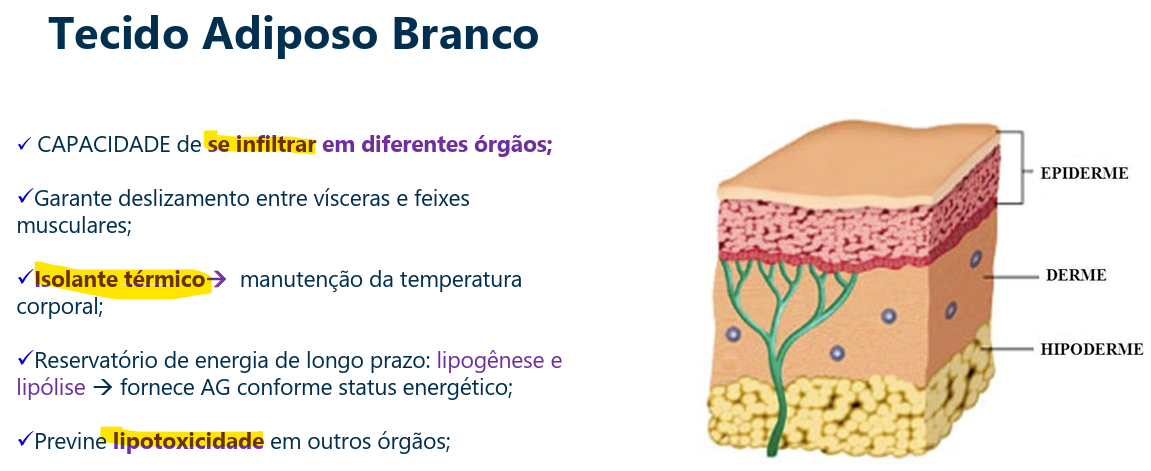 Tecido Adiposo Branco
✓ CAPACIDADE de se infiltrar em diferentes órgãos;
✓Garante deslizamento entre vísceras e feixes
musculares;
✓Isolante térmico→ manutenção da temperatura
corporal;
✓Reservatório de energia de longo prazo: lipogênese e
lipólise → fornece AG conforme status energético;
✓Previne lipotoxicidade em outros órgãos;
EPIDERME
DERME
HIPODERME